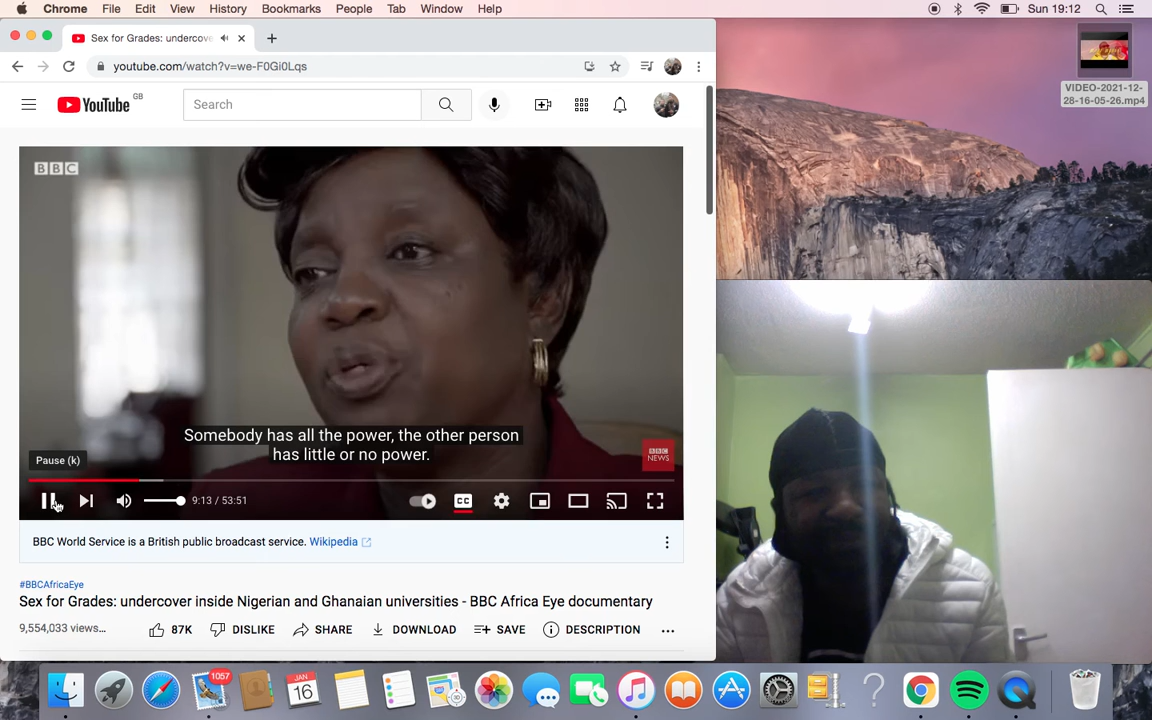 Chrome File Edit View History Bookmarks People Tab Window Help Sun 19:12
Sex for Grades: undercove
youtube.com/watch?v=we-F0Gi0Lqs
YouTube GB
Search
VIDEO-2021-12-
28-16-05-26.mp4
BBC
Somebody has all the power, the other person
has little or no power.
BBC
NEWS
Pause (k)
9:13 / 53:51
CC
BBC World Service is a British public broadcast service. Wikipedia
#BBCAfricaEye
Sex for Grades: undercover inside Nigerian and Ghanaian universities - BBC Africa Eye documentary
9,554,033 views...
87K DISLIKE SHARE DOWNLOAD SAVE DESCRIPTION
1057
JAN
16
30